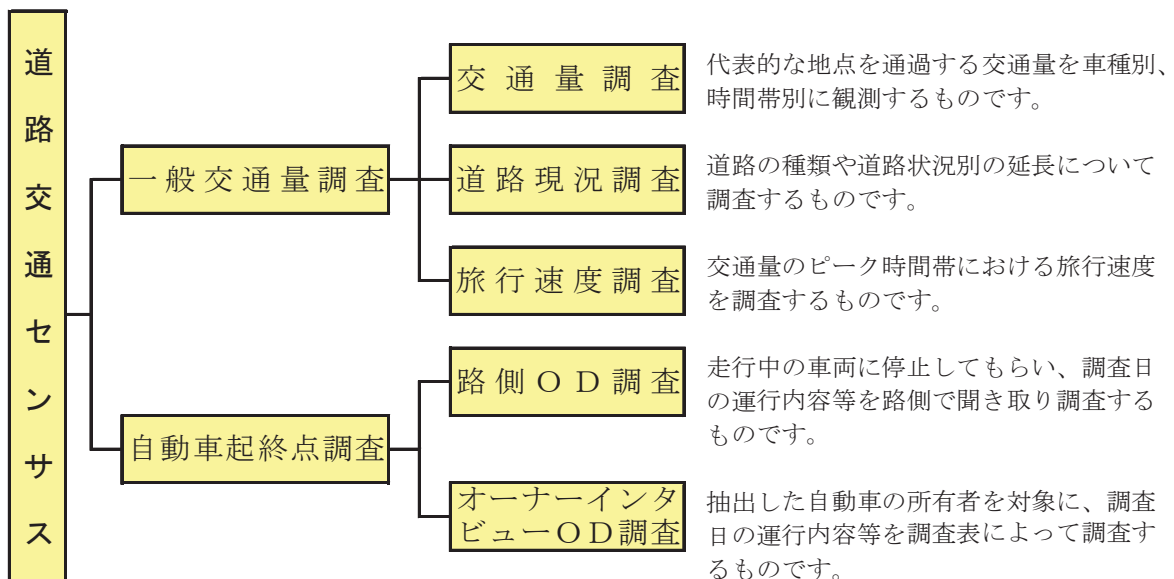 道路交通センサス
一般交通量調査
交通量調査
代表的な地点を通過する交通量を車種別、
時間帯別に観測するものです。
道路現況調査
道路の種類や道路状況別の延長について
調査するものです。
旅行速度調査
交通量のピーク時間帯における旅行速度
を調査するものです。
自動車起終点調査
路側ＯＤ調査
走行中の車両に停止してもらい、調査日
の運行内容等を路側で聞き取り調査する
ものです。
オーナーインタ
ビューＯＤ調査
抽出した自動車の所有者を対象に、調査
日の運行内容等を調査表によって調査す
るものです。